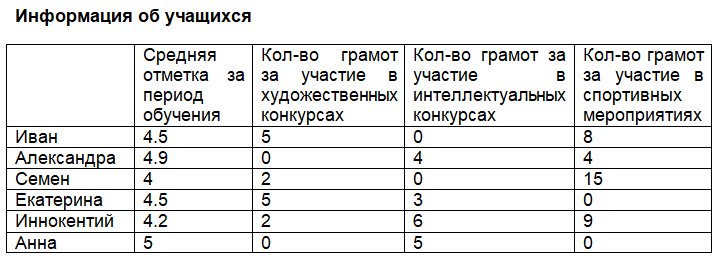 Информация об учащихся
Средняя отметка за период обучения | Кол-во грамот за участие в художественных конкурсах | Кол-во грамот за участие в интеллектуальных конкурсах | Кол-во грамот за участие в спортивных мероприятиях
Иван 4.5 5 0 8
Александра 4.9 0 4 4
Семен 4 2 0 15
Екатерина 4.5 5 3 0
Иннокентий 4.2 2 6 9
Анна 5 0 5 0